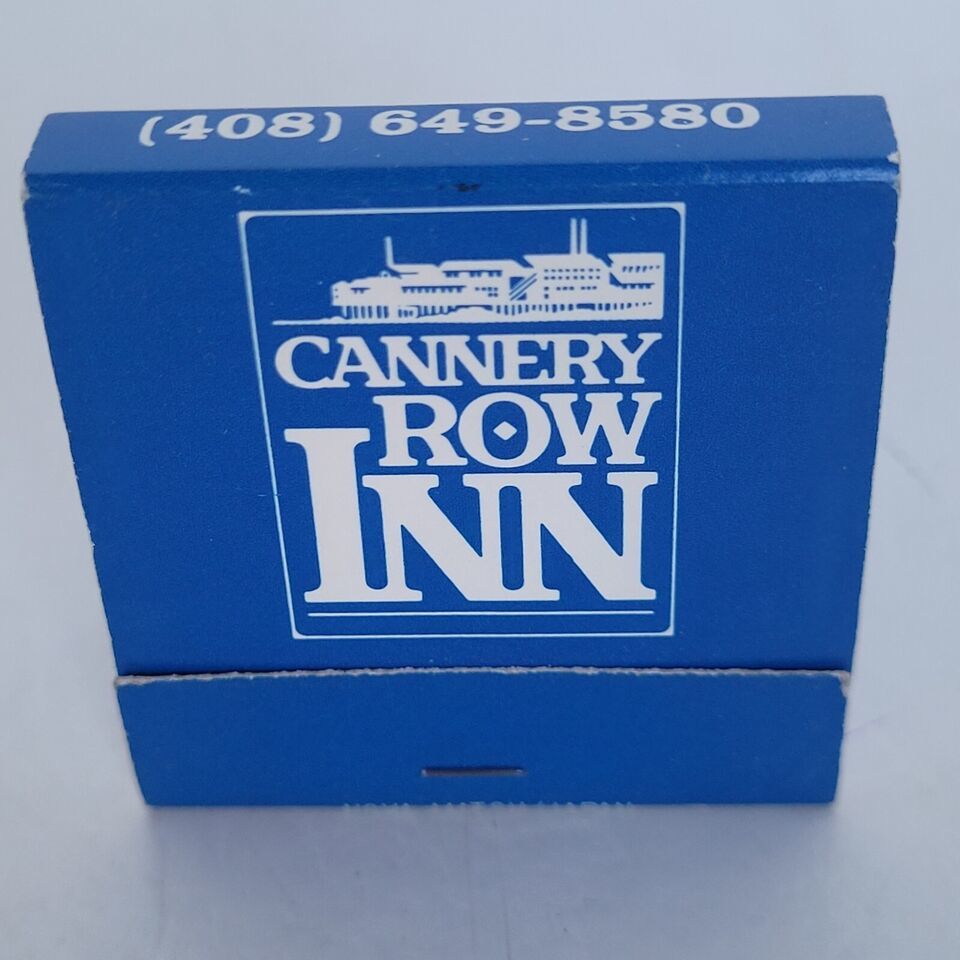 (408) 649-8580
CANNERY
ROW
INN